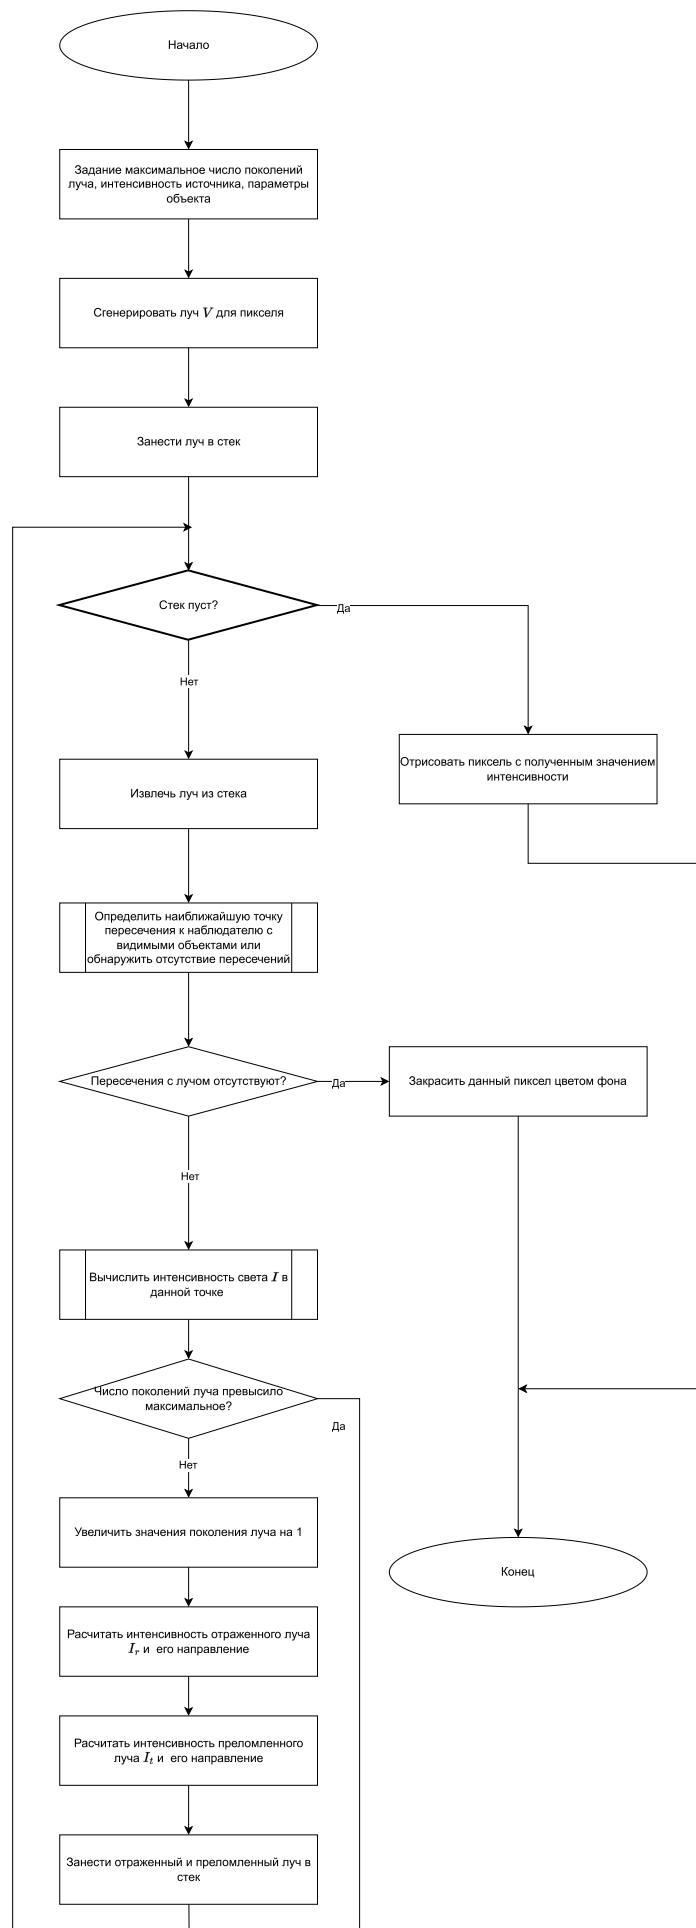 Начало
Задание максимальное число поколений
луча, интенсивность источника, параметры
объекта
Сгенерировать луч V для пикселя
Занести луч в стек
Стек пуст?
Да
Нет
Отрисовать пиксель с полученным значением
интенсивности
Извлечь луч из стека
Определить наиближайшую точку
пересечения к наблюдателю с
видимыми объектами или
обнаружить отсутствие пересечений
Пересечения с лучом отсутствуют?
Да
Закрасить данный пиксел цветом фона
Нет
Вычислить интенсивность света I в
данной точке
Число поколений луча превысило
максимальное?
Да
Нет
Увеличить значения поколения луча на 1
Конец
Расчитать интенсивность отраженного луча
I_r и его направление
Расчитать интенсивность преломленного
луча I_t и его направление
Занести отраженный и преломленный луч в
стек